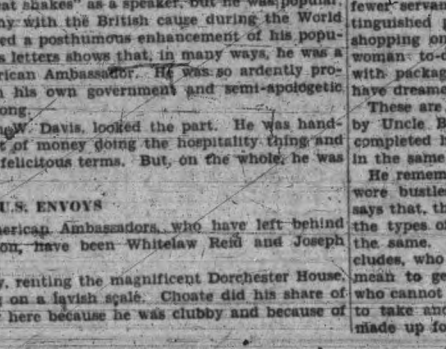 at shakes" as a speaker, but he was popular
y with the British cause during the World
ed a posthumous enhancement of his popu-
s letters shows that, in many ways, he was a
rican Ambassador. He was so ardently pro-
h his own government and semi-apologetic
ong.
W. Davis, looked the part. He was hand-
t of money doing the hospitality thing and
felicitous terms. But, on the whole, he was
U.S. ENVOYS
merican Ambassadors, who have left behind
on, have been Whitelaw Reid and Joseph
y, renting the magnificent Dorchester House,
g on a lavish scale. Choate did his share of
here because he was clubby and because of
fewer servan
tinguished
shopping on
woman to-d
with packa
have dreame
These are
by Uncle B
completed h
in the same
He remem
wore bustle
says that, th
the types of
the same.
cludes, who
mean to ge
who cannot
to take and
made up fo